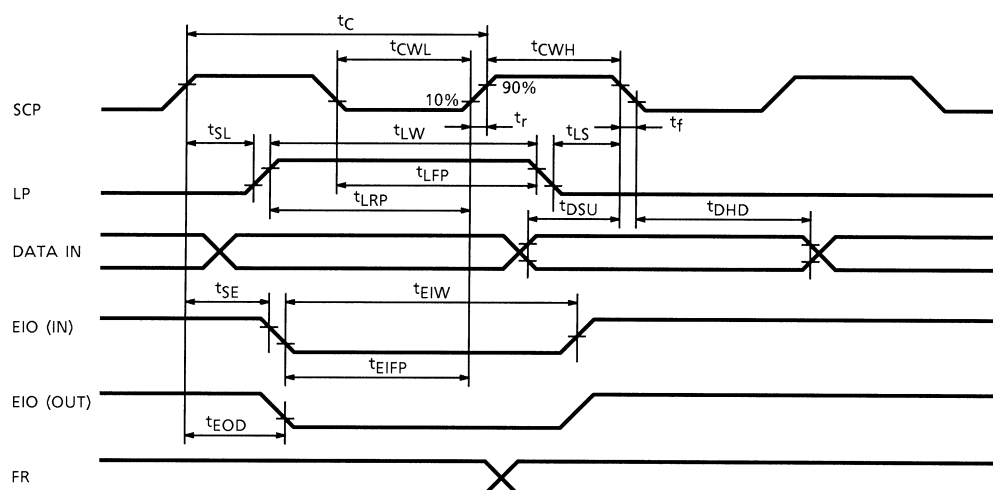 tC
tCWL
tCWH
SCP
10%
90%
tr
tf
tSL
tLW
tLS
LP
tLFP
tLRP
tDSU
tDHD
DATA IN
tSE
tEIW
EIO (IN)
tEIFP
EIO (OUT)
tEOD
FR